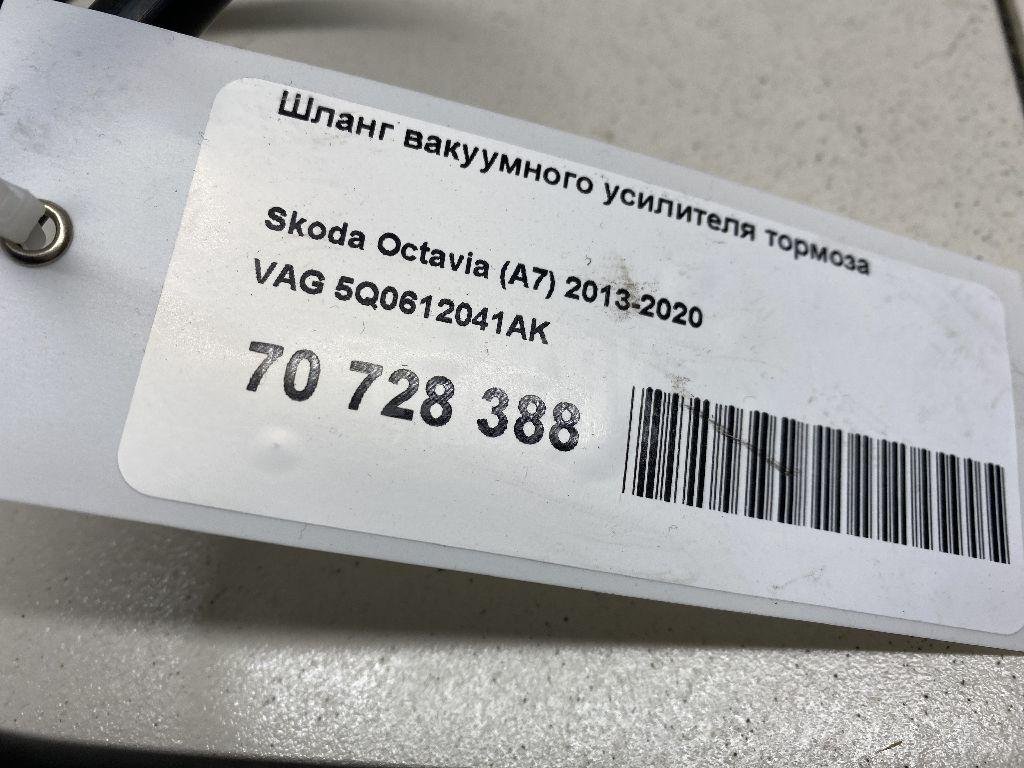 Шланг вакуумного усилителя тормоза
Skoda Octavia (A7) 2013-2020
VAG 5Q0612041AK
70 728 388